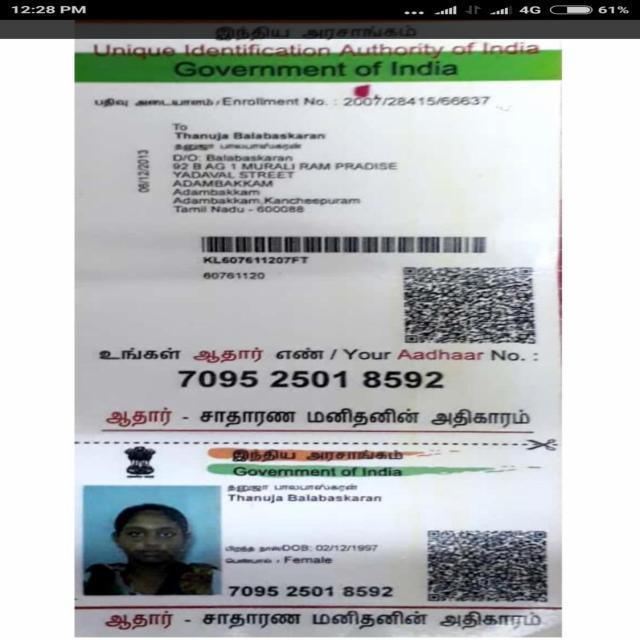 12:28 PM ... 4G 61%
இந்திய அரசாங்கம்
Unique Identification Authority of India
Government of India
பதிவு அடையாளம்/Enrollment No. : 2007/28415/66637
To
Thanuja Balabaskaran
தனுஜா பாலபாஸ்கரன்
D/O: Balabaskaran
92 B AG 1 MURALI RAM PRADISE
YADAVAL STREET
ADAMBAKKAM
Adambakkam
Adambakkam,Kancheepuram
Tamil Nadu - 600088
06/12/2013
KL607611207FT
60761120
உங்கள் ஆதார் எண் / Your Aadhaar No. :
7095 2501 8592
ஆதார் - சாதாரண மனிதனின் அதிகாரம்
இந்திய அரசாங்கம்
Government of India
தனுஜா பாலபாஸ்கரன்
Thanuja Balabaskaran
பிறந்த நாள்/DOB: 02/12/1997
பெண்பால் / Female
7095 2501 8592
ஆதார் - சாதாரண மனிதனின் அதிகாரம்